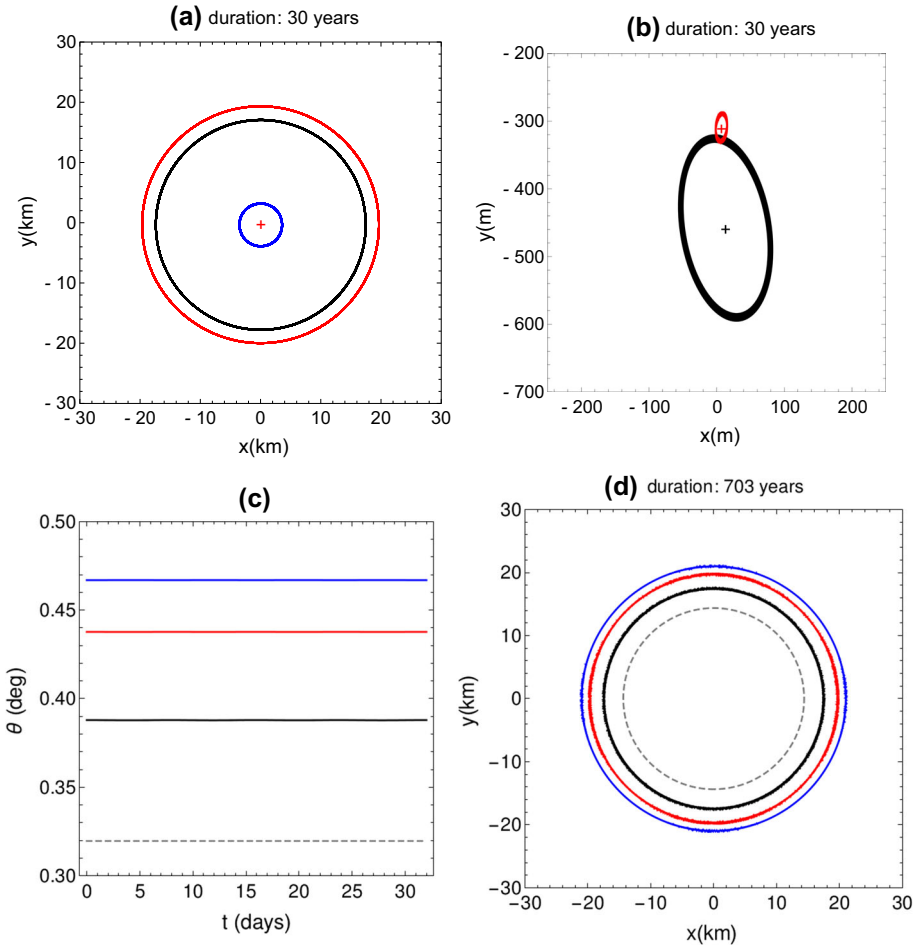 (a) duration: 30 years
30
20
10
0
- 10
- 20
- 30
y(km)
- 30 - 20 - 10 0 10 20 30
x(km)
(b) duration: 30 years
- 200
- 300
- 400
- 500
- 600
- 700
y(m)
- 200 - 100 0 100 200
x(m)
(c)
0.50
0.45
0.40
0.35
0.30
θ (deg)
0 5 10 15 20 25 30
t (days)
(d) duration: 703 years
30
20
10
0
−10
−20
−30
y(km)
−30 −20 −10 0 10 20 30
x(km)